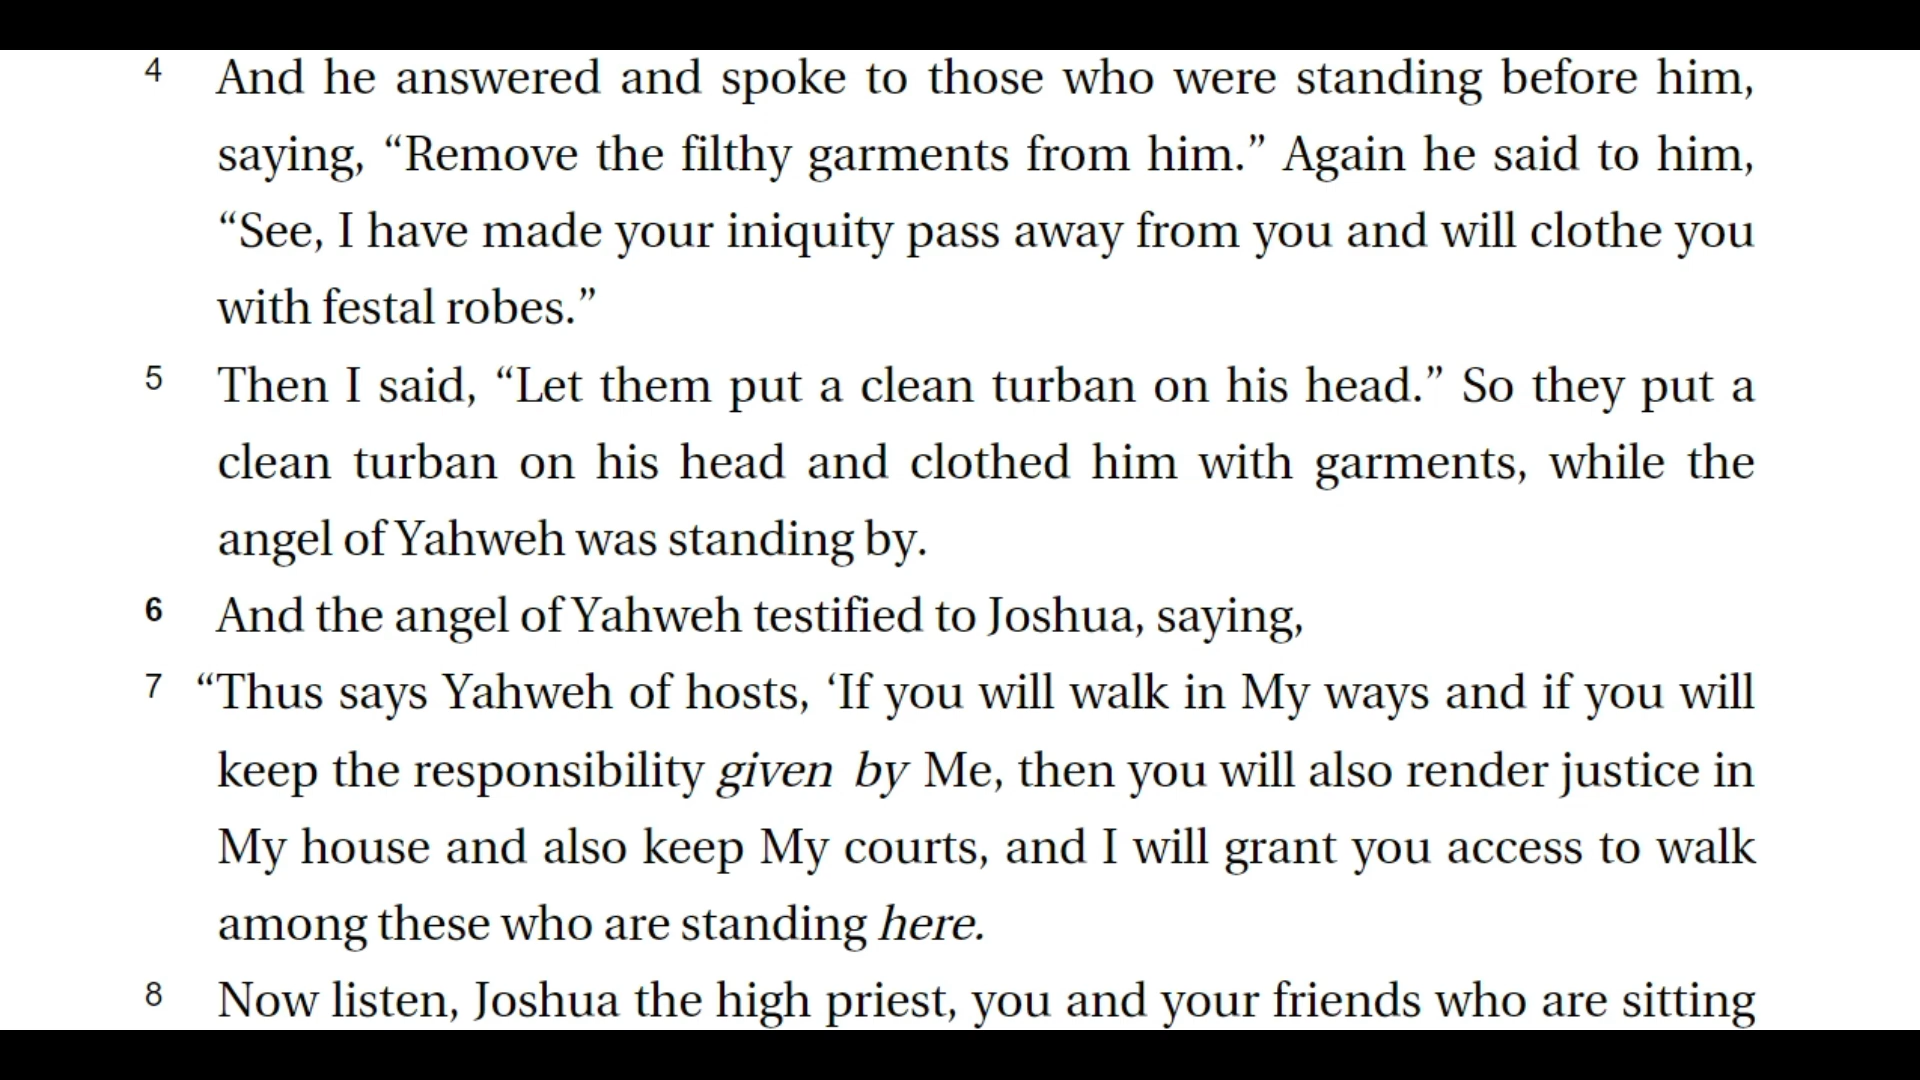 4 And he answered and spoke to those who were standing before him,
saying, “Remove the filthy garments from him.” Again he said to him,
“See, I have made your iniquity pass away from you and will clothe you
with festal robes.”
5 Then I said, “Let them put a clean turban on his head.” So they put a
clean turban on his head and clothed him with garments, while the
angel of Yahweh was standing by.
6 And the angel of Yahweh testified to Joshua, saying,
7 “Thus says Yahweh of hosts, ‘If you will walk in My ways and if you will
keep the responsibility given by Me, then you will also render justice in
My house and also keep My courts, and I will grant you access to walk
among these who are standing here.
8 Now listen, Joshua the high priest, you and your friends who are sitting